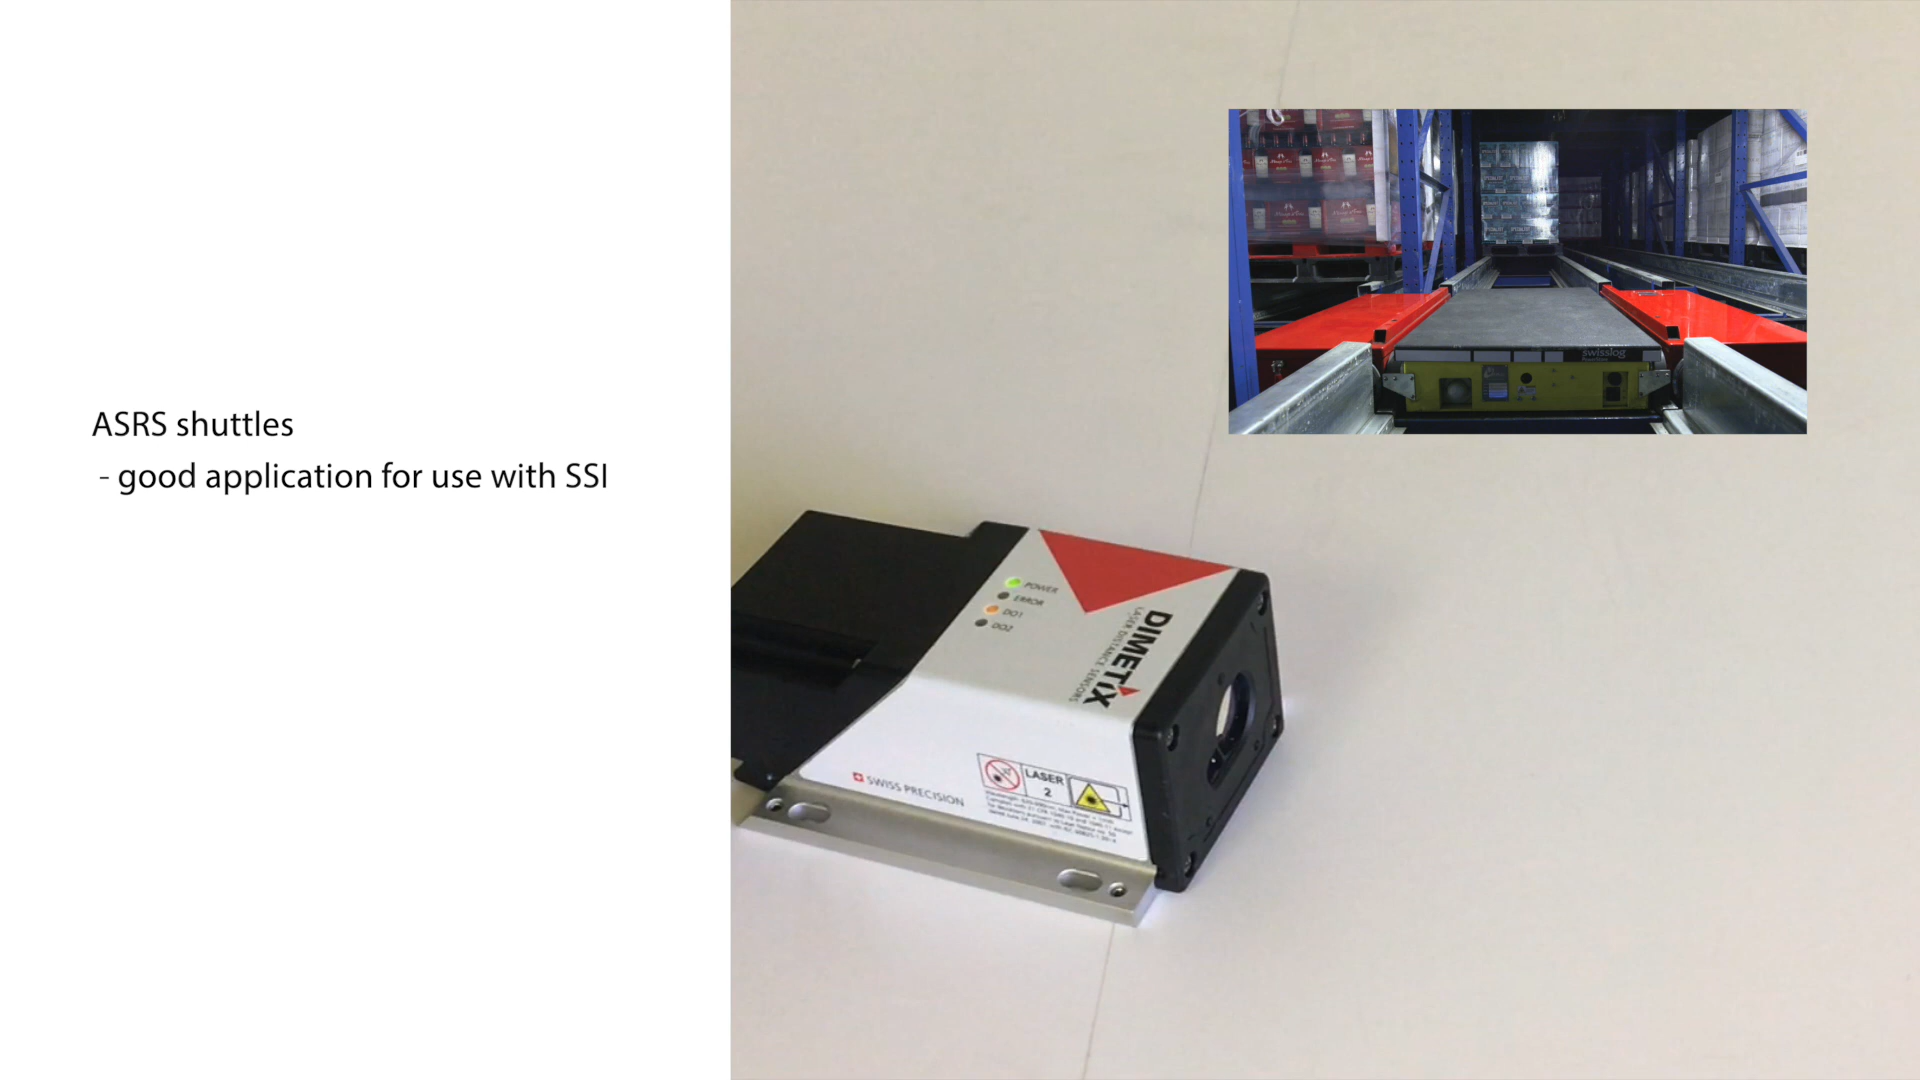 ASRS shuttles
- good application for use with SSI
swisslog
POWER
ERROR
DO1
DO2
DIMETIX
LASER DISTANCE SENSORS
SWISS PRECISION
LASER
2